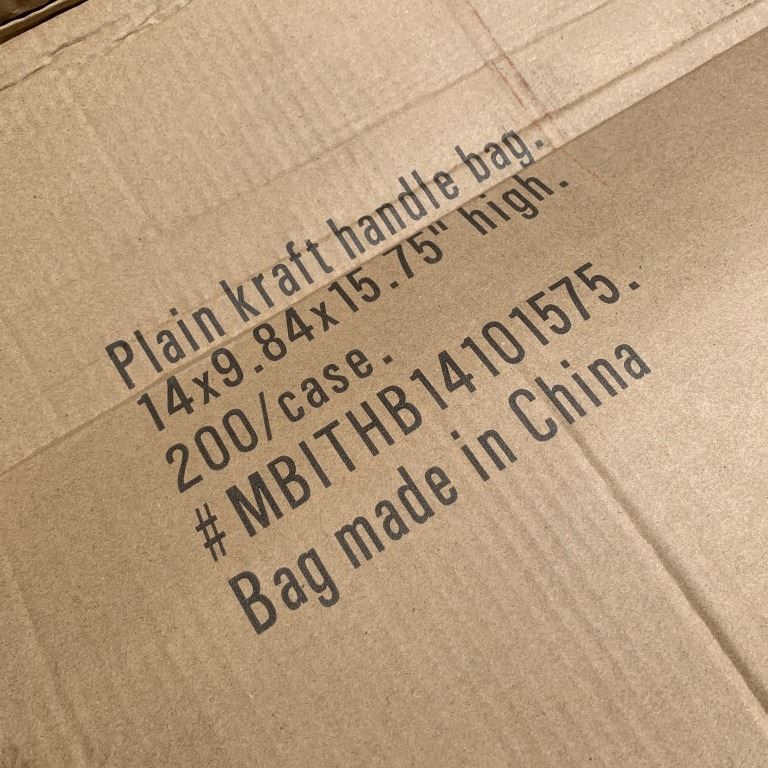 Plain kraft handle bag.
14x9.84x15.75" high.
200/case.
#MBITHB14101575.
Bag made in China